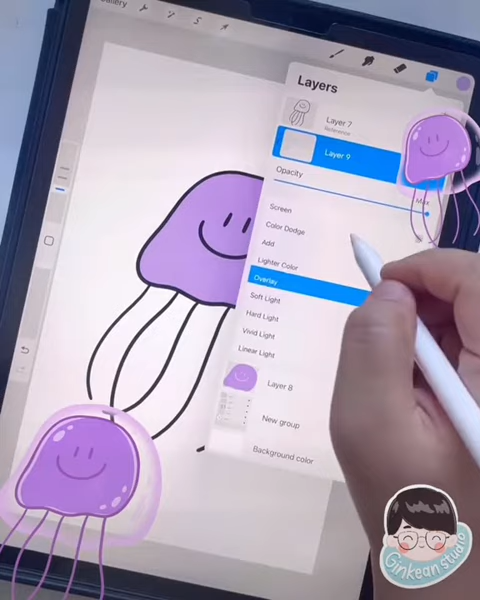 Gallery
Layers
Layer 7
Reference
Layer 9
Opacity
Max
Screen
Color Dodge
Add
Lighter Color
Overlay
Soft Light
Hard Light
Vivid Light
Linear Light
Layer 8
New group
Background color
Ginkean studio